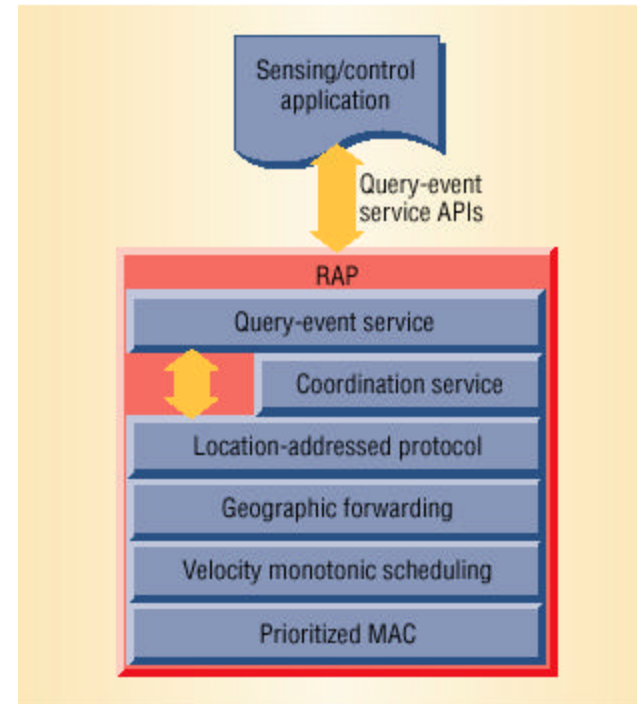 Sensing/control
application
Query-event
service APIs
RAP
Query-event service
Coordination service
Location-addressed protocol
Geographic forwarding
Velocity monotonic scheduling
Prioritized MAC